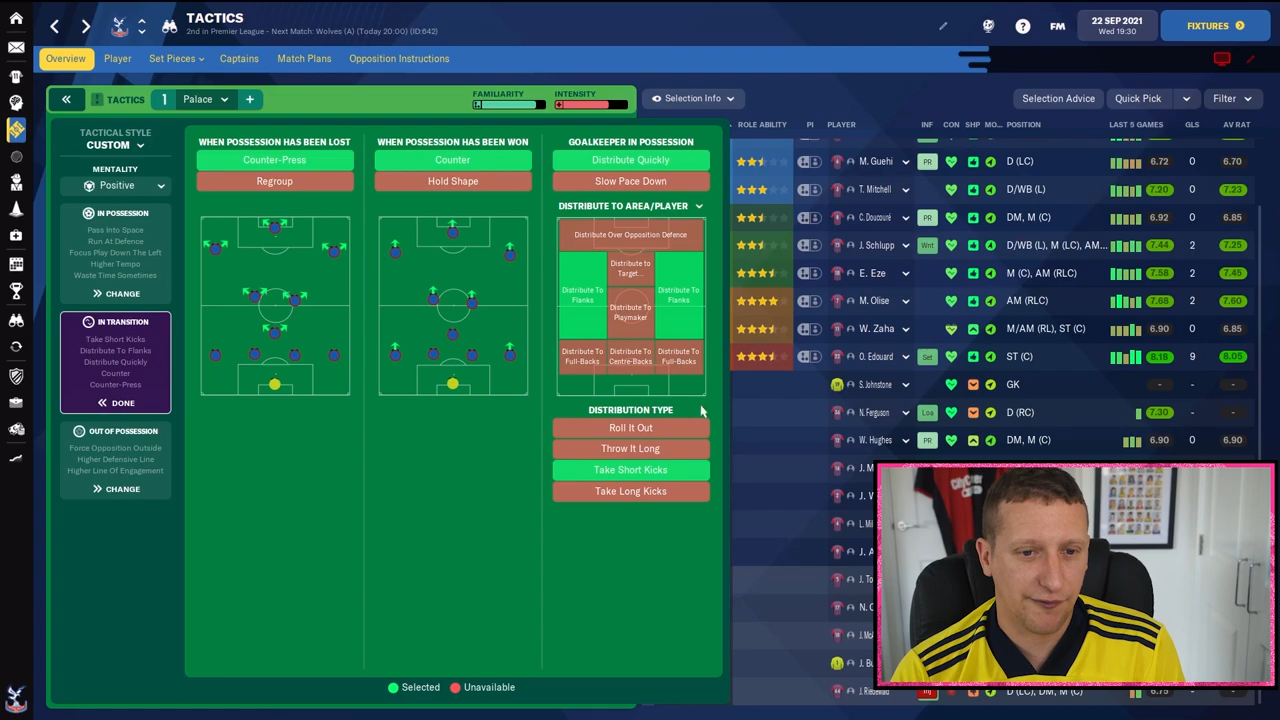 TACTICS
2nd in Premier League - Next Match: Wolves (A) (Today 20:00) (ID:642)
FM
22 SEP 2021
Wed 19:30
FIXTURES
Overview
Player
Set Pieces
Captains
Match Plans
Opposition Instructions
TACTICS
1
Palace
FAMILIARITY
INTENSITY
Selection Info
Selection Advice
Quick Pick
Filter
ROLE ABILITY
PI
PLAYER
INF
CON
SHP
MO...
POSITION
LAST 5 GAMES
GLS
AV RAT
TACTICAL STYLE
CUSTOM
MENTALITY
Positive
IN POSSESSION
Pass Into Space
Run At Defence
Focus Play Down The Left
Higher Tempo
Waste Time Sometimes
CHANGE
IN TRANSITION
Take Short Kicks
Distribute To Flanks
Distribute Quickly
Counter
Counter-Press
DONE
OUT OF POSSESSION
Force Opposition Outside
Higher Defensive Line
Higher Line Of Engagement
CHANGE
WHEN POSSESSION HAS BEEN LOST
Counter-Press
Regroup
WHEN POSSESSION HAS BEEN WON
Counter
Hold Shape
GOALKEEPER IN POSSESSION
Distribute Quickly
Slow Pace Down
DISTRIBUTE TO AREA/PLAYER
Distribute Over Opposition Defence
Distribute To Flanks
Distribute to Target...
Distribute To Flanks
Distribute To Playmaker
Distribute To Full-Backs
Distribute To Centre-Backs
Distribute To Full-Backs
DISTRIBUTION TYPE
Roll It Out
Throw It Long
Take Short Kicks
Take Long Kicks
Selected
Unavailable
M. Guehi PR D (LC) 6.72 0 6.70
T. Mitchell D/WB (L) 7.20 0 7.23
C. Doucouré PR DM, M (C) 6.92 0 6.85
J. Schlupp Wnt D/WB (L), M (LC), AM... 7.44 2 7.25
E. Eze M (C), AM (RLC) 7.58 2 7.45
M. Olise AM (RLC) 7.68 2 7.60
W. Zaha M/AM (RL), ST (C) 6.90 0 6.85
O. Edouard Set ST (C) 8.18 9 8.05
S. Johnstone GK - - -
N. Ferguson Loa D (RC) 7.30 - -
W. Hughes PR DM, M (C) 6.90 0 6.90
J. M
J. W
J. A
J. To
N. C
J. Bu
J. Riedewald Inj D (LC), DM, M (C) 6.75 - -